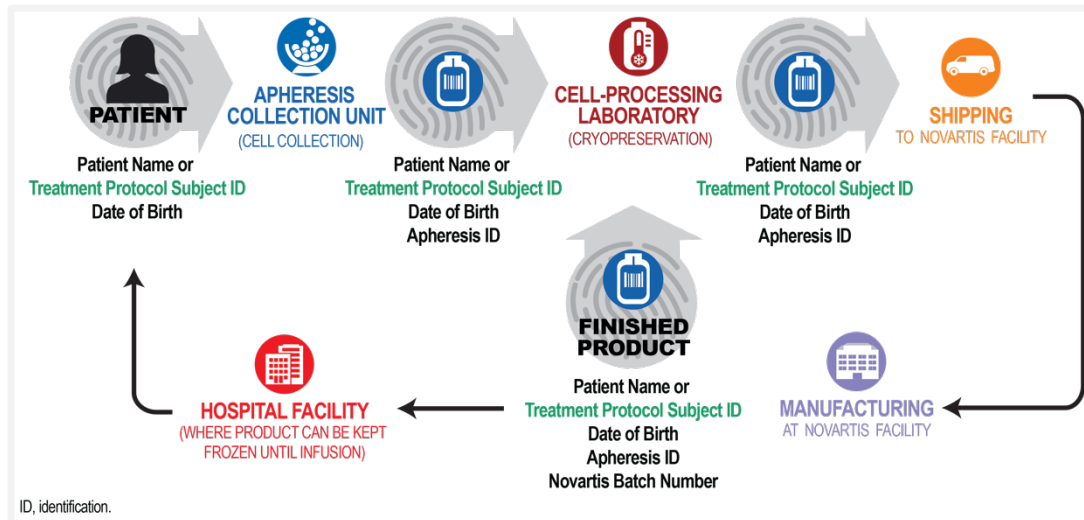 PATIENT
Patient Name or
Treatment Protocol Subject ID
Date of Birth
APHERESIS
COLLECTION UNIT
(CELL COLLECTION)
Patient Name or
Treatment Protocol Subject ID
Date of Birth
Apheresis ID
CELL-PROCESSING
LABORATORY
(CRYOPRESERVATION)
Patient Name or
Treatment Protocol Subject ID
Date of Birth
Apheresis ID
SHIPPING
TO NOVARTIS FACILITY
MANUFACTURING
AT NOVARTIS FACILITY
FINISHED
PRODUCT
Patient Name or
Treatment Protocol Subject ID
Date of Birth
Apheresis ID
Novartis Batch Number
HOSPITAL FACILITY
(WHERE PRODUCT CAN BE KEPT
FROZEN UNTIL INFUSION)
ID, identification.